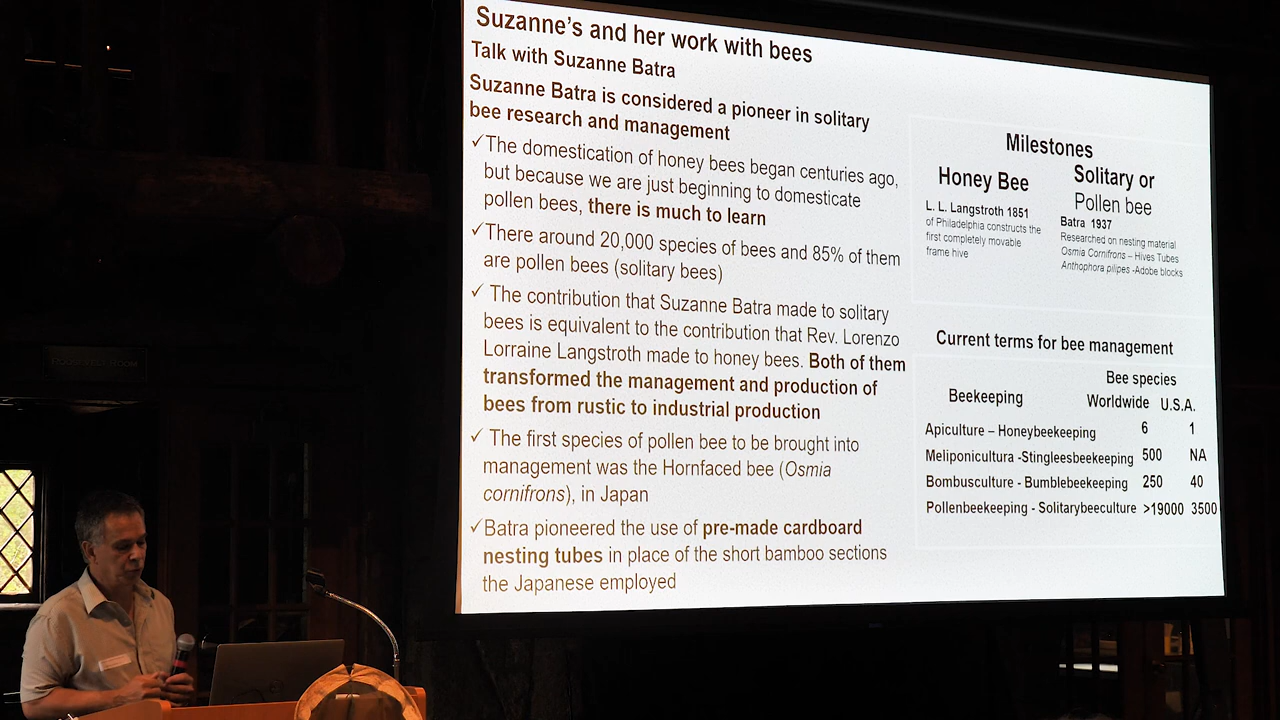 Suzanne's and her work with bees
Talk with Suzanne Batra
Suzanne Batra is considered a pioneer in solitary
bee research and management
✓The domestication of honey bees began centuries ago,
but because we are just beginning to domesticate
pollen bees, there is much to learn
✓There around 20,000 species of bees and 85% of them
are pollen bees (solitary bees)
✓ The contribution that Suzanne Batra made to solitary
bees is equivalent to the contribution that Rev. Lorenzo
Lorraine Langstroth made to honey bees. Both of them
transformed the management and production of
bees from rustic to industrial production
✓ The first species of pollen bee to be brought into
management was the Hornfaced bee (Osmia
cornifrons), in Japan
✓Batra pioneered the use of pre-made cardboard
nesting tubes in place of the short bamboo sections
the Japanese employed
Milestones
Honey Bee
L. L. Langstroth 1851
of Philadelphia constructs the
first completely movable
frame hive
Solitary or
Pollen bee
Batra 1937
Researched on nesting material
Osmia Cornifrons – Hives Tubes
Anthophora pilipes -Adobe blocks
Current terms for bee management
Bee species
Beekeeping Worldwide U.S.A.
Apiculture – Honeybeekeeping 6 1
Meliponicultura -Stingleesbeekeeping 500 NA
Bombusculture - Bumblebeekeeping 250 40
Pollenbeekeeping - Solitarybeeculture >19000 3500
ROOM